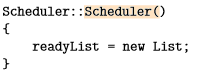 Scheduler::Scheduler()
{
    readyList = new List;
}